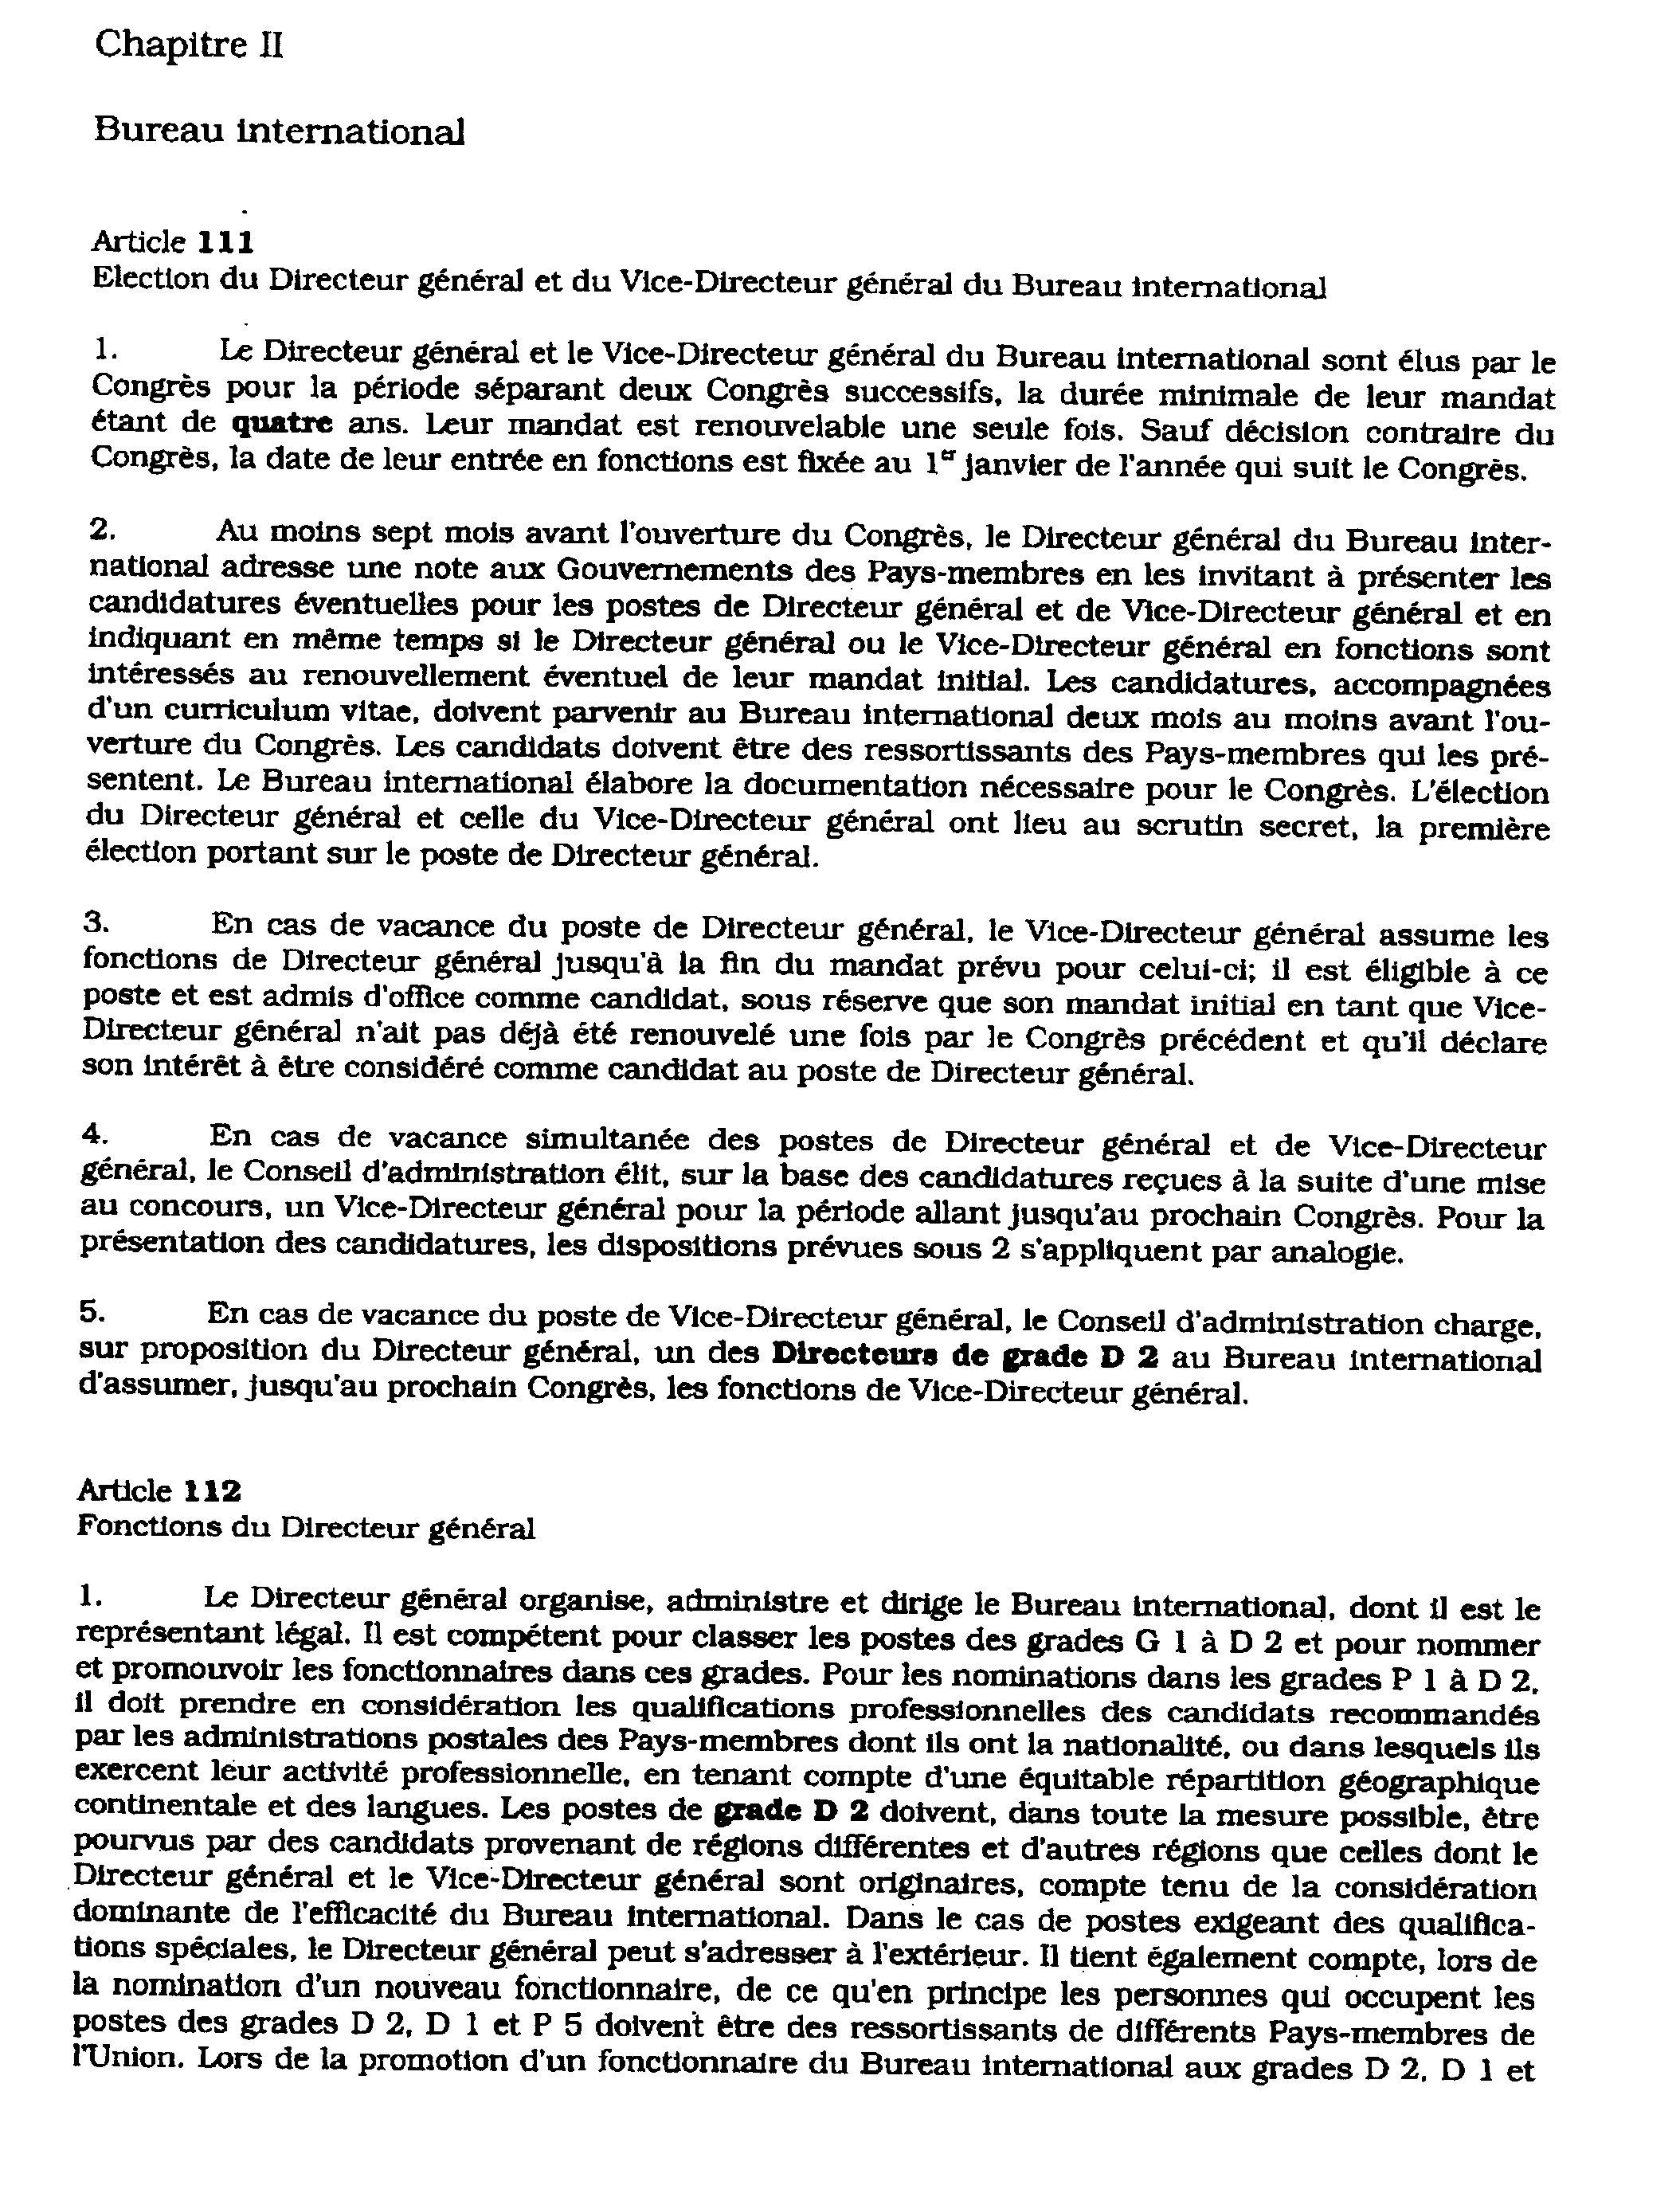 Chapitre II
Bureau international
Article 111
Election du Directeur général et du Vice-Directeur général du Bureau international
1. Le Directeur général et le Vice-Directeur général du Bureau international sont élus par le
Congrès pour la période séparant deux Congrès successifs, la durée minimale de leur mandat
étant de quatre ans. Leur mandat est renouvelable une seule fois. Sauf décision contraire du
Congrès, la date de leur entrée en fonctions est fixée au 1er janvier de l'année qui suit le Congrès.
2. Au moins sept mois avant l'ouverture du Congrès, le Directeur général du Bureau inter-
national adresse une note aux Gouvernements des Pays-membres en les invitant à présenter les
candidatures éventuelles pour les postes de Directeur général et de Vice-Directeur général et en
indiquant en même temps si le Directeur général ou le Vice-Directeur général en fonctions sont
intéressés au renouvellement éventuel de leur mandat initial. Les candidatures, accompagnées
d'un curriculum vitae, doivent parvenir au Bureau international deux mois au moins avant l'ou-
verture du Congrès. Les candidats doivent être des ressortissants des Pays-membres qui les pré-
sentent. Le Bureau international élabore la documentation nécessaire pour le Congrès. L'élection
du Directeur général et celle du Vice-Directeur général ont lieu au scrutin secret, la première
élection portant sur le poste de Directeur général.
3. En cas de vacance du poste de Directeur général, le Vice-Directeur général assume les
fonctions de Directeur général jusqu'à la fin du mandat prévu pour celui-ci; il est éligible à ce
poste et est admis d'office comme candidat, sous réserve que son mandat initial en tant que Vice-
Directeur général n'ait pas déjà été renouvelé une fois par le Congrès précédent et qu'il déclare
son intérêt à être considéré comme candidat au poste de Directeur général.
4. En cas de vacance simultanée des postes de Directeur général et de Vice-Directeur
général, le Conseil d'administration élit, sur la base des candidatures reçues à la suite d'une mise
au concours, un Vice-Directeur général pour la période allant jusqu'au prochain Congrès. Pour la
présentation des candidatures, les dispositions prévues sous 2 s'appliquent par analogie.
5. En cas de vacance du poste de Vice-Directeur général, le Conseil d'administration charge,
sur proposition du Directeur général, un des Directeurs de grade D 2 au Bureau international
d'assumer, jusqu'au prochain Congrès, les fonctions de Vice-Directeur général.
Article 112
Fonctions du Directeur général
1. Le Directeur général organise, administre et dirige le Bureau international, dont il est le
représentant légal. Il est compétent pour classer les postes des grades G 1 à D 2 et pour nommer
et promouvoir les fonctionnaires dans ces grades. Pour les nominations dans les grades P 1 à D 2,
il doit prendre en considération les qualifications professionnelles des candidats recommandés
par les administrations postales des Pays-membres dont ils ont la nationalité, ou dans lesquels ils
exercent leur activité professionnelle, en tenant compte d'une équitable répartition géographique
continentale et des langues. Les postes de grade D 2 doivent, dans toute la mesure possible, être
pourvus par des candidats provenant de régions différentes et d'autres régions que celles dont le
Directeur général et le Vice-Directeur général sont originaires, compte tenu de la considération
dominante de l'efficacité du Bureau international. Dans le cas de postes exigeant des qualifica-
tions spéciales, le Directeur général peut s'adresser à l'extérieur. Il tient également compte, lors de
la nomination d'un nouveau fonctionnaire, de ce qu'en principe les personnes qui occupent les
postes des grades D 2, D 1 et P 5 doivent être des ressortissants de différents Pays-membres de
l'Union. Lors de la promotion d'un fonctionnaire du Bureau international aux grades D 2, D 1 et